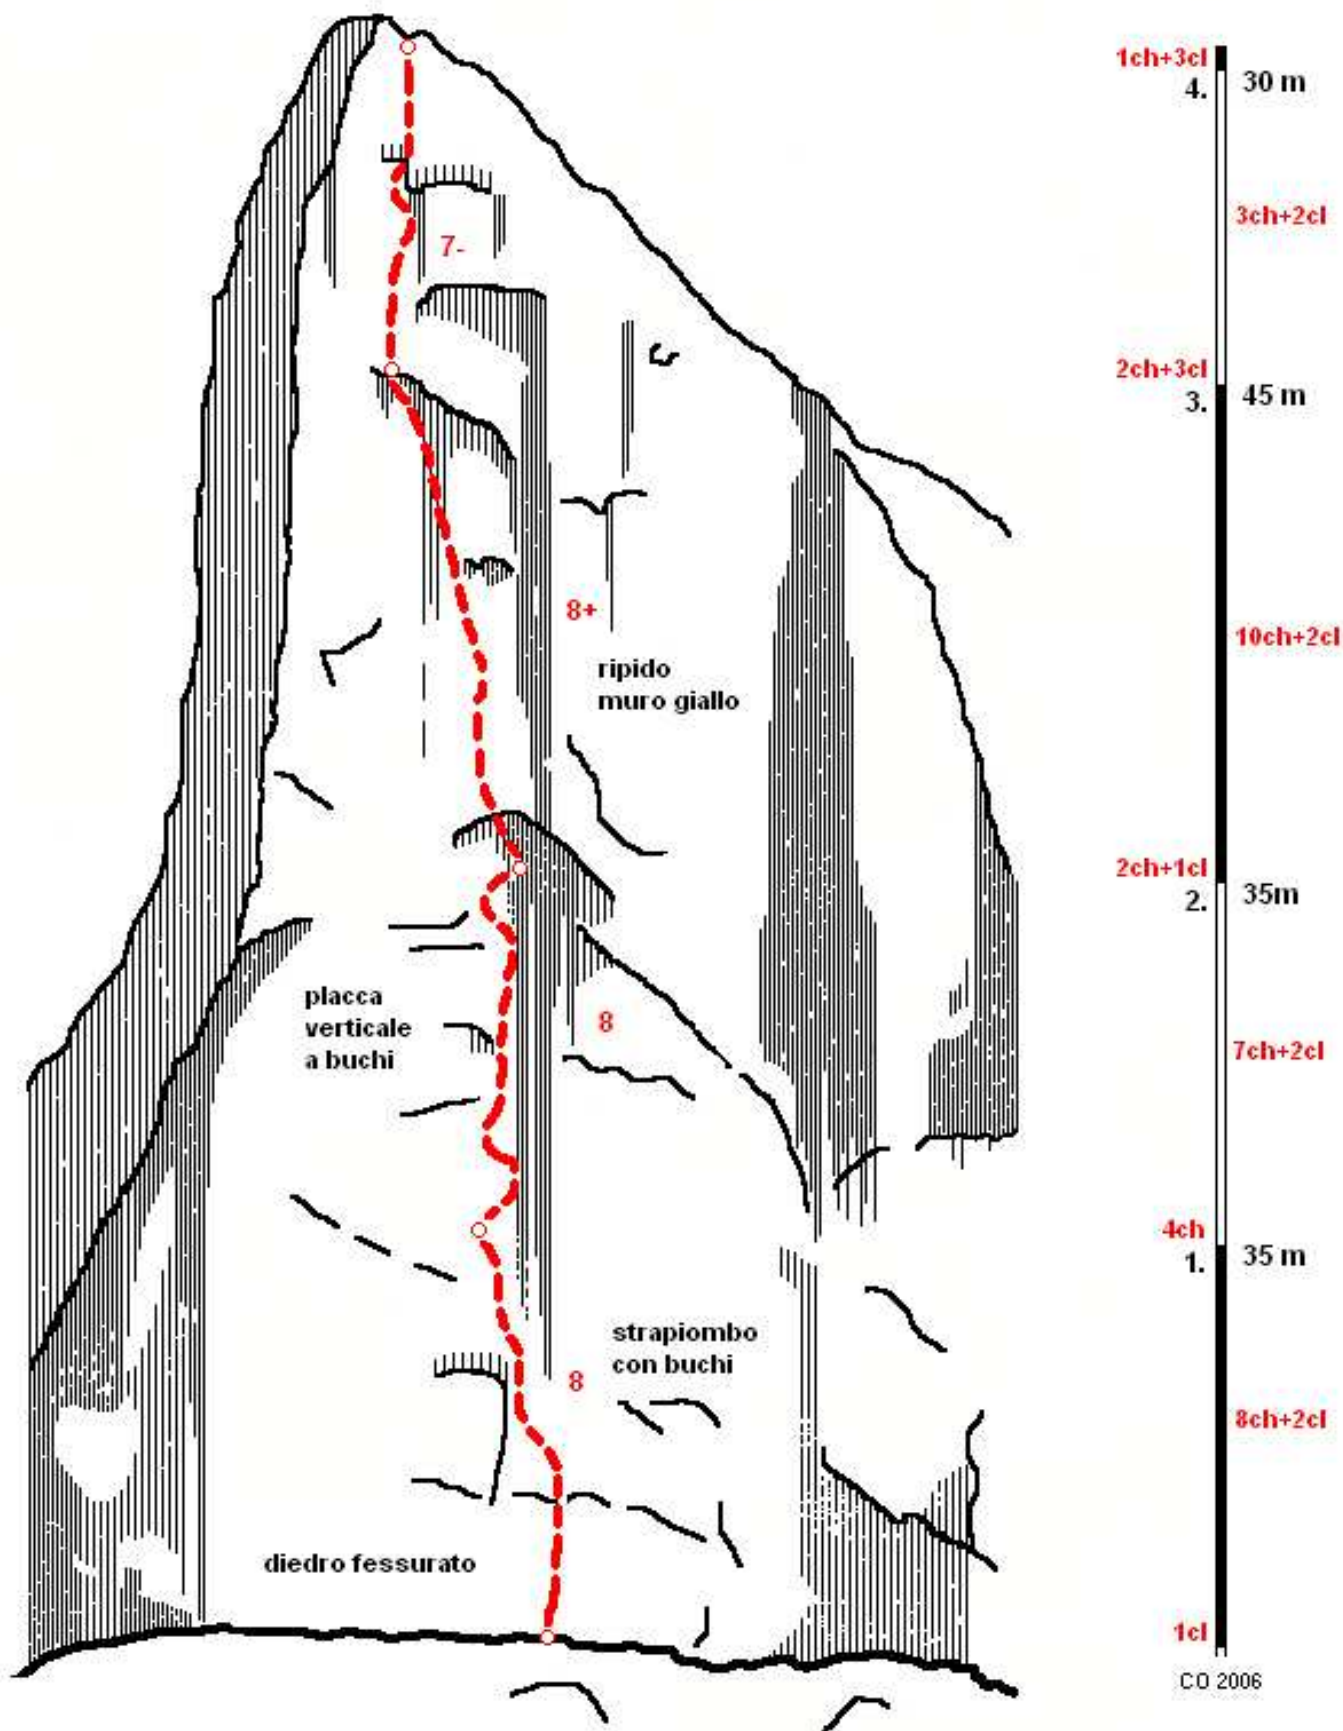 1ch+3cl
4. 30 m
3ch+2cl
7-
2ch+3cl
3. 45 m
8+
10ch+2cl
ripido
muro giallo
2ch+1cl
2. 35m
placca
verticale
a buchi
8
7ch+2cl
4ch
1. 35 m
strapiombo
con buchi
8
8ch+2cl
diedro fessurato
1cl
CO 2006